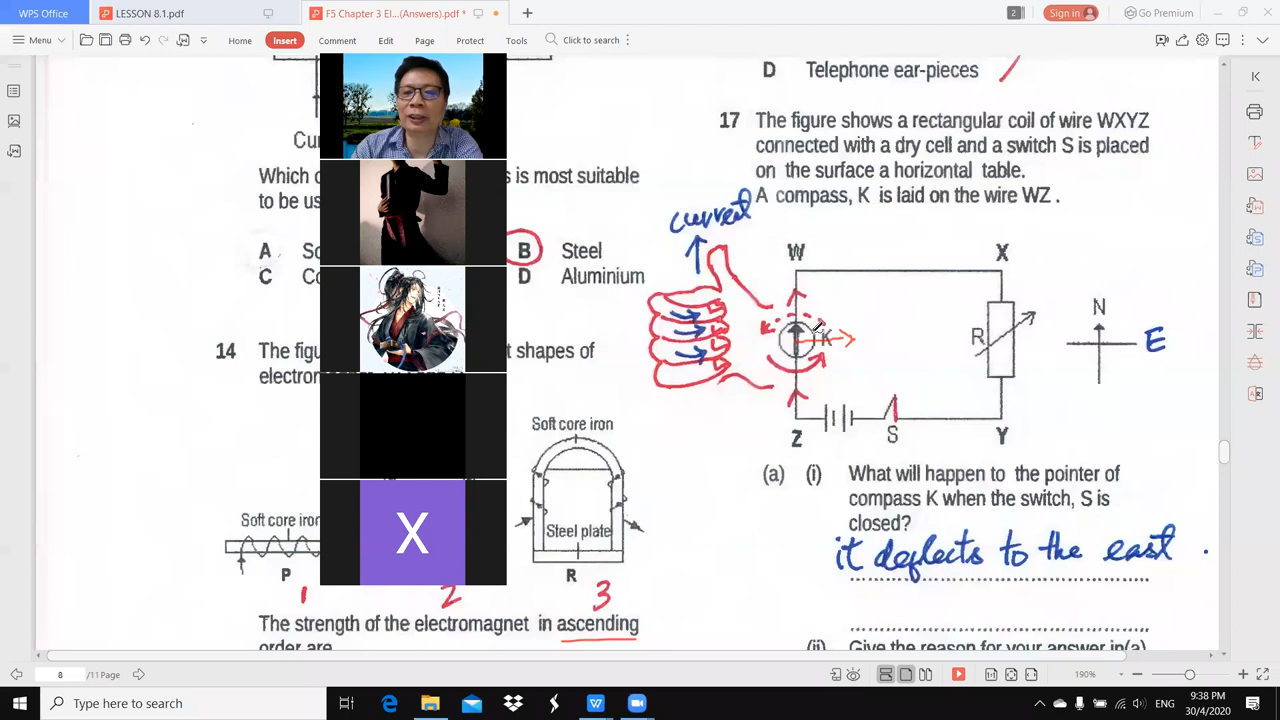 WPS Office
LESSON 8.1.pdf
F5 Chapter 3 El...(Answers).pdf *
2
Sign in
Go Premium
Menu
Home
Insert
Comment
Edit
Page
Protect
Tools
Click to search
Cur
Which c
s is most suitable
to be us
A
So
B
Steel
C
Co
D
Aluminium
14
The figu
t shapes of
electrom
Soft core iron
Soft core iron
Steel plate
P
R
1
2
3
X
The strength of the electromagnet in ascending
order are
D Telephone ear-pieces
17 The figure shows a rectangular coil of wire WXYZ
connected with a dry cell and a switch S is placed
on the surface a horizontal table.
A compass, K is laid on the wire WZ .
current
W
X
K
R
N
E
Z
S
Y
(a) (i) What will happen to the pointer of
compass K when the switch, S is
closed?
it deflects to the east .
(ii) Give the reason for your answer in(a)
8
/11 Page
190%
Type here to search
ENG
9:38 PM
30/4/2020